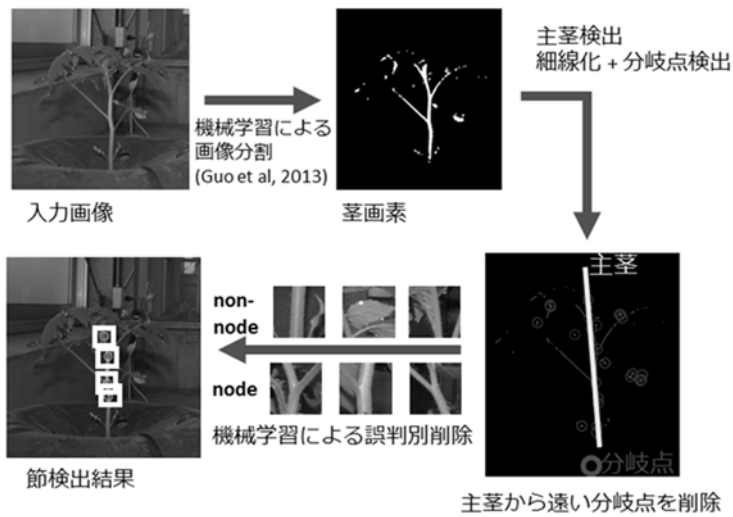 入力画像
機械学習による
画像分割
(Guo et al, 2013)
茎画素
主茎検出
細線化 + 分岐点検出
主茎
分岐点
主茎から遠い分岐点を削除
non-
node
node
機械学習による誤判別削除
節検出結果